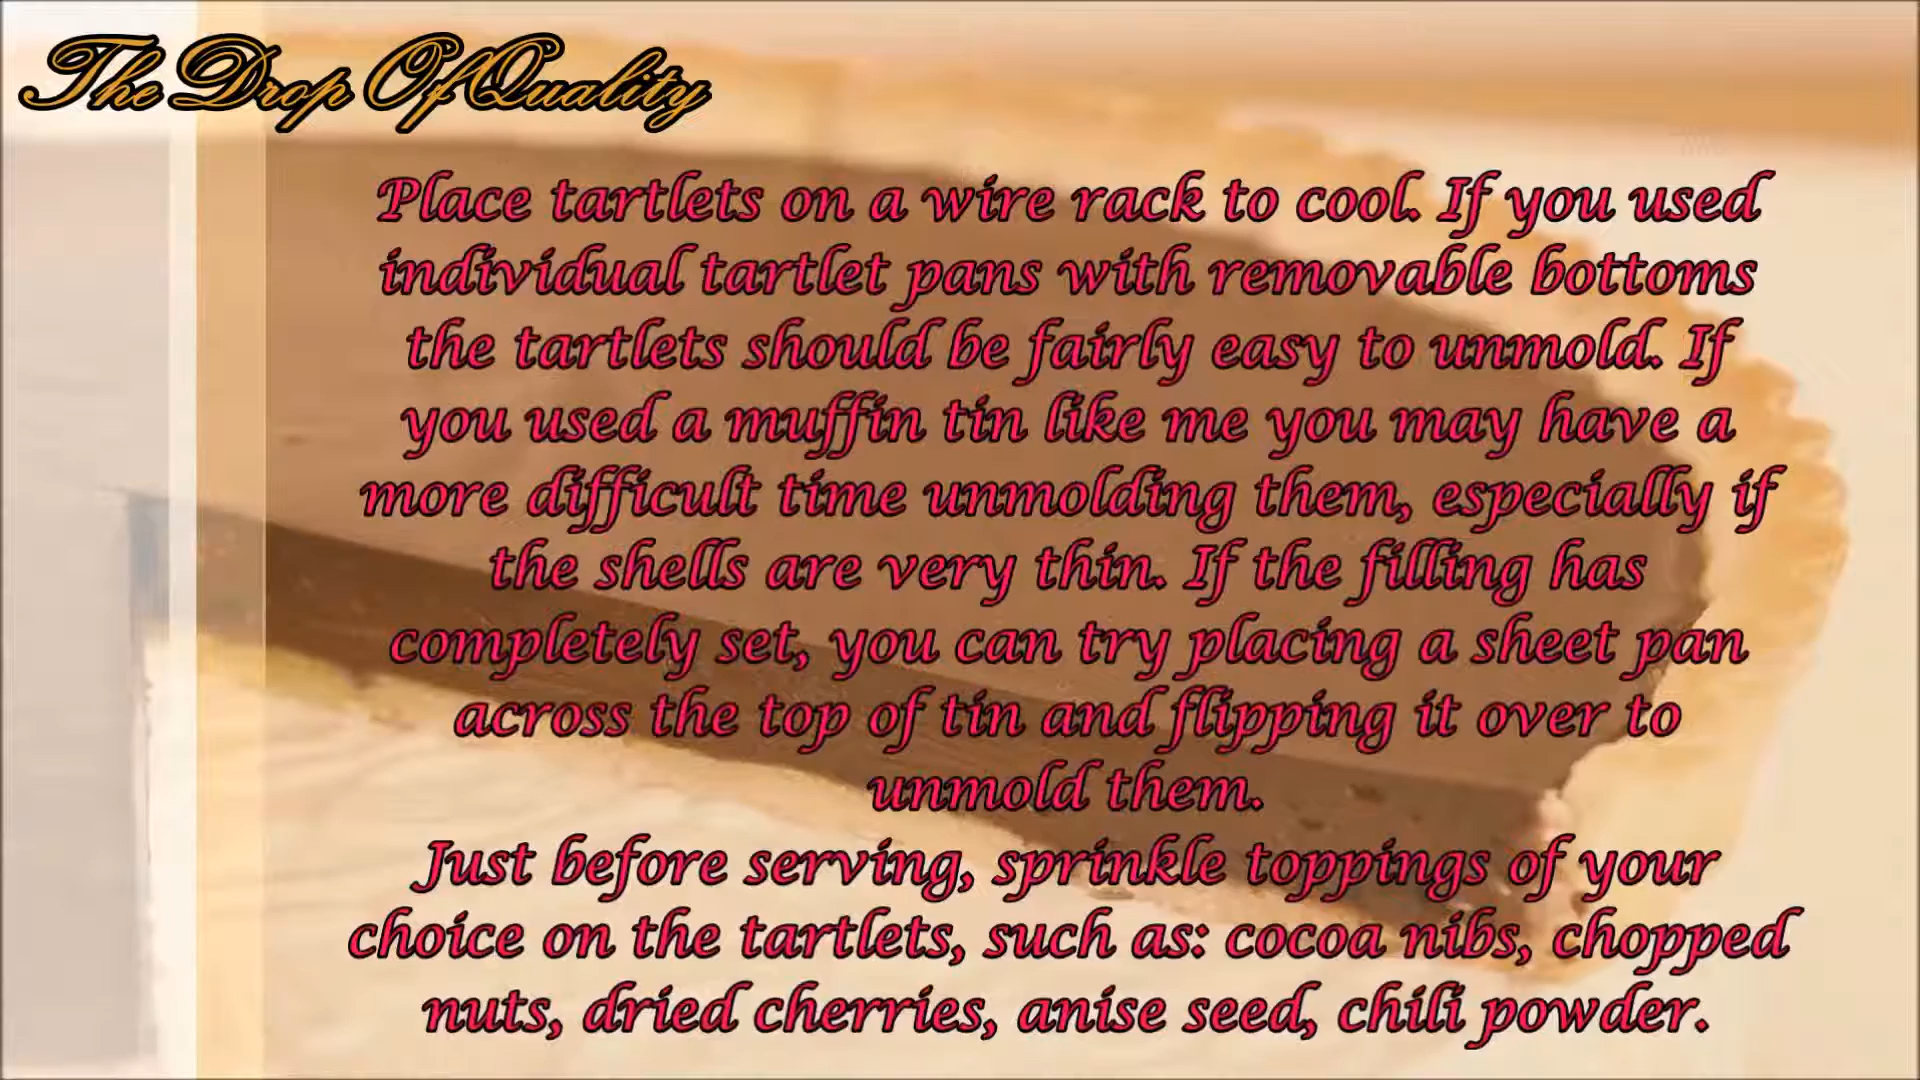 The Drop Of Quality
Place tartlets on a wire rack to cool. If you used
individual tartlet pans with removable bottoms
the tartlets should be fairly easy to unmold. If
you used a muffin tin like me you may have a
more difficult time unmolding them, especially if
the shells are very thin. If the filling has
completely set, you can try placing a sheet pan
across the top of tin and flipping it over to
unmold them.
Just before serving, sprinkle toppings of your
choice on the tartlets, such as: cocoa nibs, chopped
nuts, dried cherries, anise seed, chili powder.